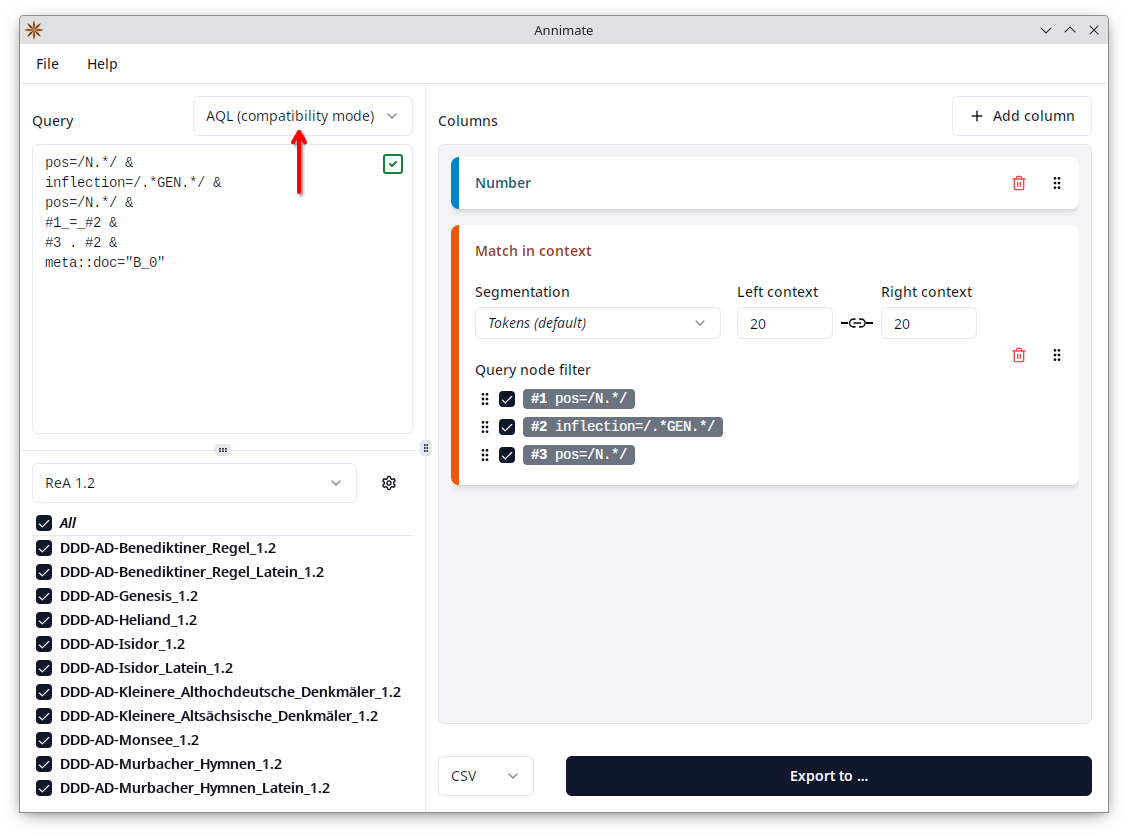 Annimate
File Help
Query
AQL (compatibility mode)
pos=/N.*/ &
inflection=/.*GEN.*/ &
pos=/N.*/ &
#1_=_#2 &
#3 . #2 &
meta::doc="B_0"
ReA 1.2
All
DDD-AD-Benediktiner_Regel_1.2
DDD-AD-Benediktiner_Regel_Latein_1.2
DDD-AD-Genesis_1.2
DDD-AD-Heliand_1.2
DDD-AD-Isidor_1.2
DDD-AD-Isidor_Latein_1.2
DDD-AD-Kleinere_Althochdeutsche_Denkmäler_1.2
DDD-AD-Kleinere_Altsächsische_Denkmäler_1.2
DDD-AD-Monsee_1.2
DDD-AD-Murbacher_Hymnen_1.2
DDD-AD-Murbacher_Hymnen_Latein_1.2
Columns
Add column
Number
Match in context
Segmentation Left context Right context
Tokens (default) 20 20
Query node filter
#1 pos=/N.*/
#2 inflection=/.*GEN.*/
#3 pos=/N.*/
CSV
Export to ...